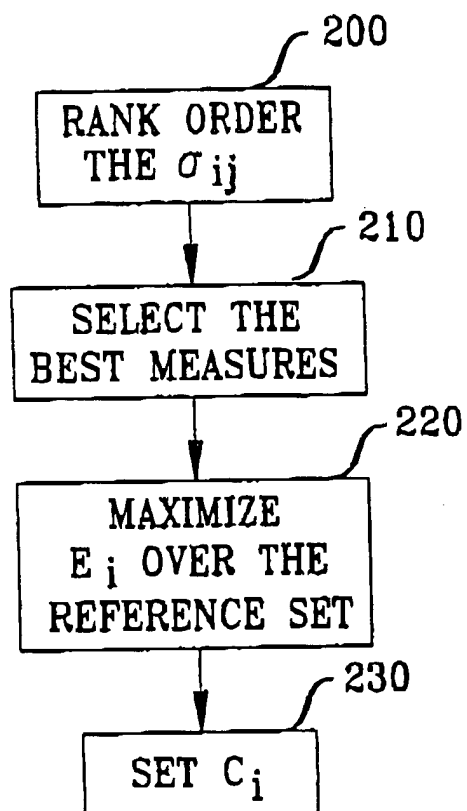 200
RANK ORDER
THE σij
210
SELECT THE
BEST MEASURES
220
MAXIMIZE
Ei OVER THE
REFERENCE SET
230
SET Ci